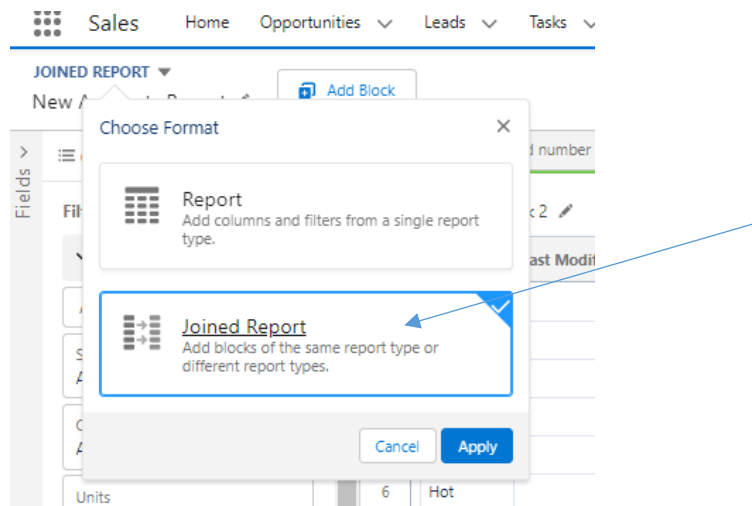 Sales Home Opportunities Leads Tasks
JOINED REPORT
New
Add Block
Choose Format
number
Fields
Report
Add columns and filters from a single report
type.
Fil
2
ast Modif
Joined Report
Add blocks of the same report type or
different report types.
S
A
C
A
Cancel Apply
Units
6 Hot